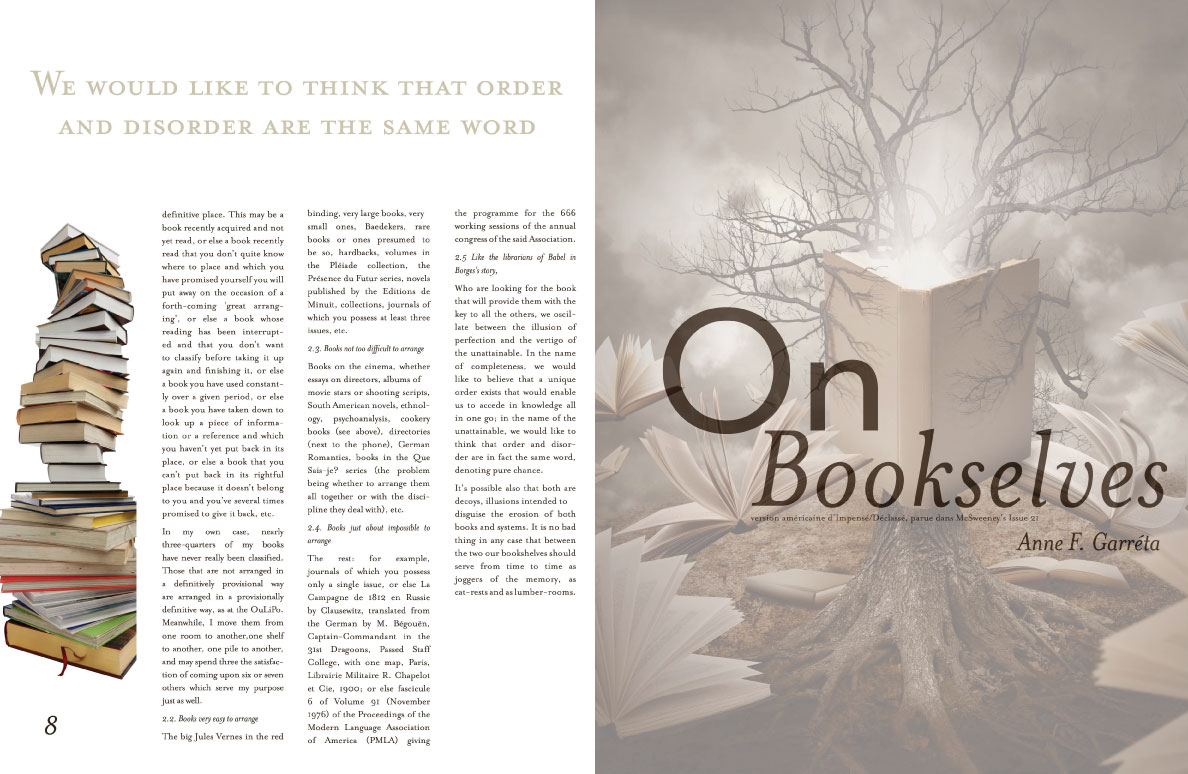 We would like to think that order
and disorder are the same word
definitive place. This may be a
book recently acquired and not
yet read, or else a book recently
read that you don't quite know
where to place and which you
have promised yourself you will
put away on the occasion of a
forth-coming 'great arrang-
ing', or else a book whose
reading has been interrupt-
ed and that you don't want
to classify before taking it up
again and finishing it, or else
a book you have used constant-
ly over a given period, or else
a book you have taken down to
look up a piece of informa-
tion or a reference and which
you haven't yet put back in its
place, or else a book that you
can't put back in its rightful
place because it doesn't belong
to you and you've several times
promised to give it back, etc.
In my own case, nearly
three-quarters of my books
have never really been classified.
Those that are not arranged in
a definitively provisional way
are arranged in a provisionally
definitive way, as at the OuLiPo.
Meanwhile, I move them from
one room to another,one shelf
to another, one pile to another,
and may spend three the satisfac-
tion of coming upon six or seven
others which serve my purpose
just as well.
2.2. Books very easy to arrange
The big Jules Vernes in the red
binding, very large books, very
small ones, Baedekers, rare
books or ones presumed to
be so, hardbacks, volumes in
the Pléiade collection, the
Présence du Futur series, novels
published by the Editions de
Minuit, collections, journals of
which you possess at least three
issues, etc.
2.3. Books not too difficult to arrange
Books on the cinema, whether
essays on directors, albums of
movie stars or shooting scripts,
South American novels, ethnol-
ogy, psychoanalysis, cookery
books (see above), directories
(next to the phone), German
Romantics, books in the Que
Sais-je? series (the problem
being whether to arrange them
all together or with the disci-
pline they deal with), etc.
2.4. Books just about impossible to
arrange
The rest: for example,
journals of which you possess
only a single issue, or else La
Campagne de 1812 en Russie
by Clausewitz, translated from
the German by M. Bégouën,
Captain-Commandant in the
31st Dragoons, Passed Staff
College, with one map, Paris,
Librairie Militaire R. Chapelot
et Cie, 1900; or else fascicule
6 of Volume 91 (November
1976) of the Proceedings of the
Modern Language Association
of America (PMLA) giving
the programme for the 666
working sessions of the annual
congress of the said Association.
2.5 Like the librarians of Babel in
Borges's story,
Who are looking for the book
that will provide them with the
key to all the others, we oscil-
late between the illusion of
perfection and the vertigo of
the unattainable. In the name
of completeness, we would
like to believe that a unique
order exists that would enable
us to accede in knowledge all
in one go; in the name of the
unattainable, we would like to
think that order and disor-
der are in fact the same word,
denoting pure chance.
It's possible also that both are
decoys, illusions intended to
disguise the erosion of both
books and systems. It is no bad
thing in any case that between
the two our bookshelves should
serve from time to time as
joggers of the memory, as
cat-rests and as lumber-rooms.
8
On
Bookselves
version américaine d'Impensé/Déclassé, parue dans McSweeney's Issue 21
Anne F. Garréta